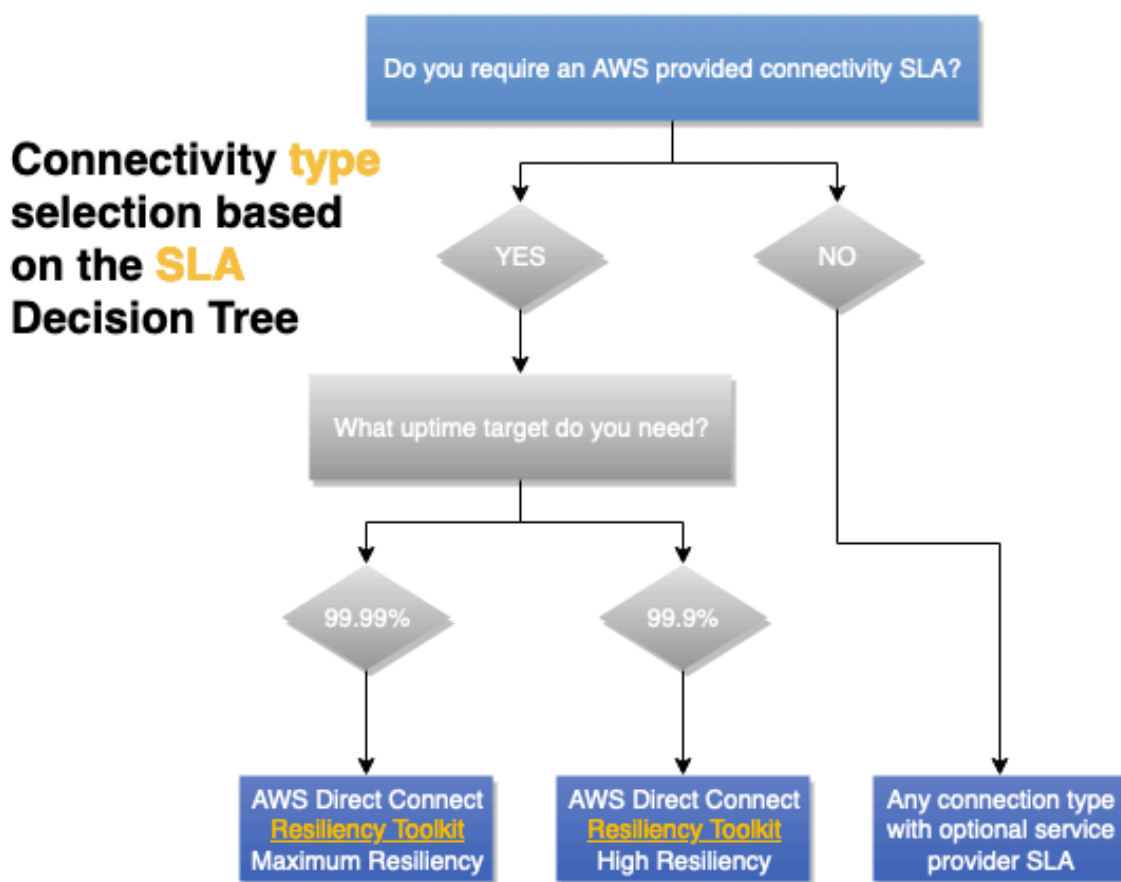 Do you require an AWS provided connectivity SLA?
Connectivity type
selection based
on the SLA
Decision Tree
YES
NO
What uptime target do you need?
99.99%
99.9%
AWS Direct Connect
Resiliency Toolkit
Maximum Resiliency
AWS Direct Connect
Resiliency Toolkit
High Resiliency
Any connection type
with optional service
provider SLA